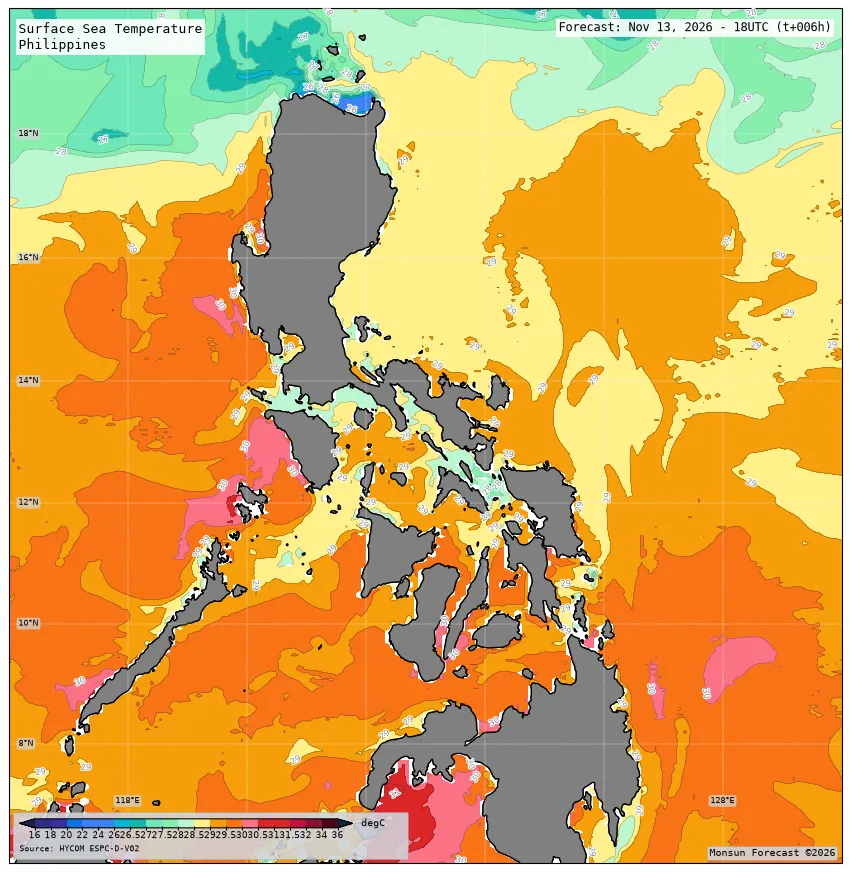 Surface Sea Temperature
Philippines
Forecast: Nov 13, 2026 - 18UTC (t+006h)
18°N
16°N
14°N
12°N
10°N
8°N
118°E
128°E
16 18 20 22 24 26 26.5 27 27.5 28 28.5 29 29.5 30 30.5 31 31.5 32 34 36 degC
Source: HYCOM ESPC-D-V02
Monsun Forecast ©2026